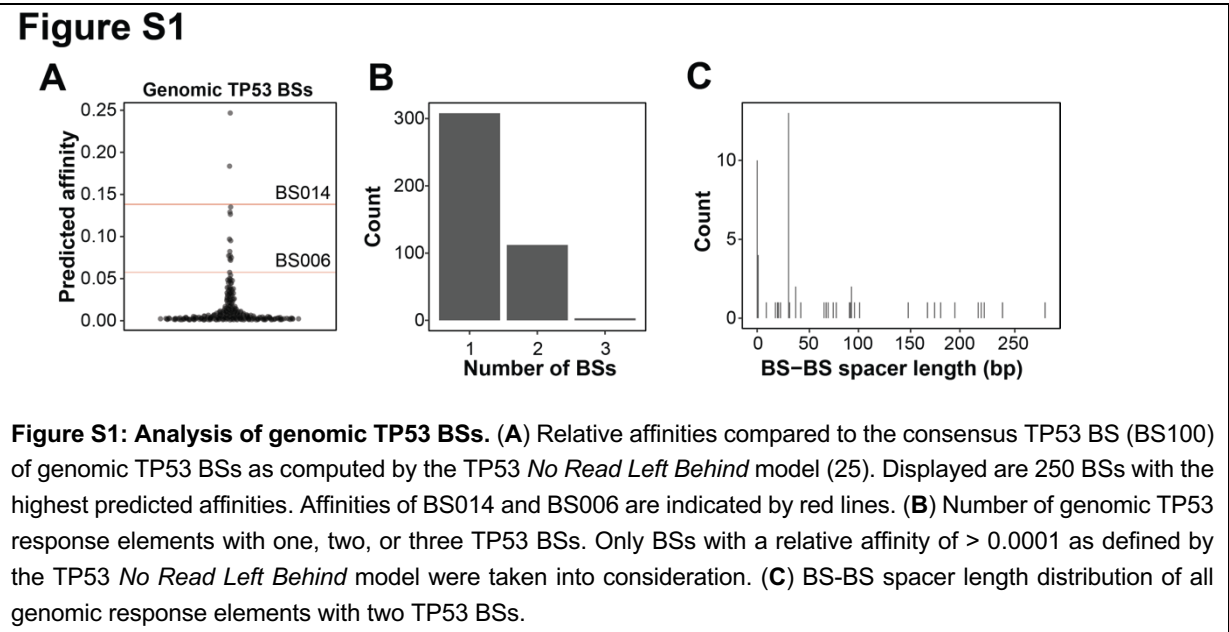 Figure S1
A
Genomic TP53 BSs
Predicted affinity
0.25
0.20
0.15
0.10
0.05
0.00
BS014
BS006
B
Count
300
200
100
0
1 2 3
Number of BSs
C
Count
10
5
0
0 50 100 150 200 250
BS−BS spacer length (bp)
Figure S1: Analysis of genomic TP53 BSs. (A) Relative affinities compared to the consensus TP53 BS (BS100)
of genomic TP53 BSs as computed by the TP53 No Read Left Behind model (25). Displayed are 250 BSs with the
highest predicted affinities. Affinities of BS014 and BS006 are indicated by red lines. (B) Number of genomic TP53
response elements with one, two, or three TP53 BSs. Only BSs with a relative affinity of > 0.0001 as defined by
the TP53 No Read Left Behind model were taken into consideration. (C) BS-BS spacer length distribution of all
genomic response elements with two TP53 BSs.